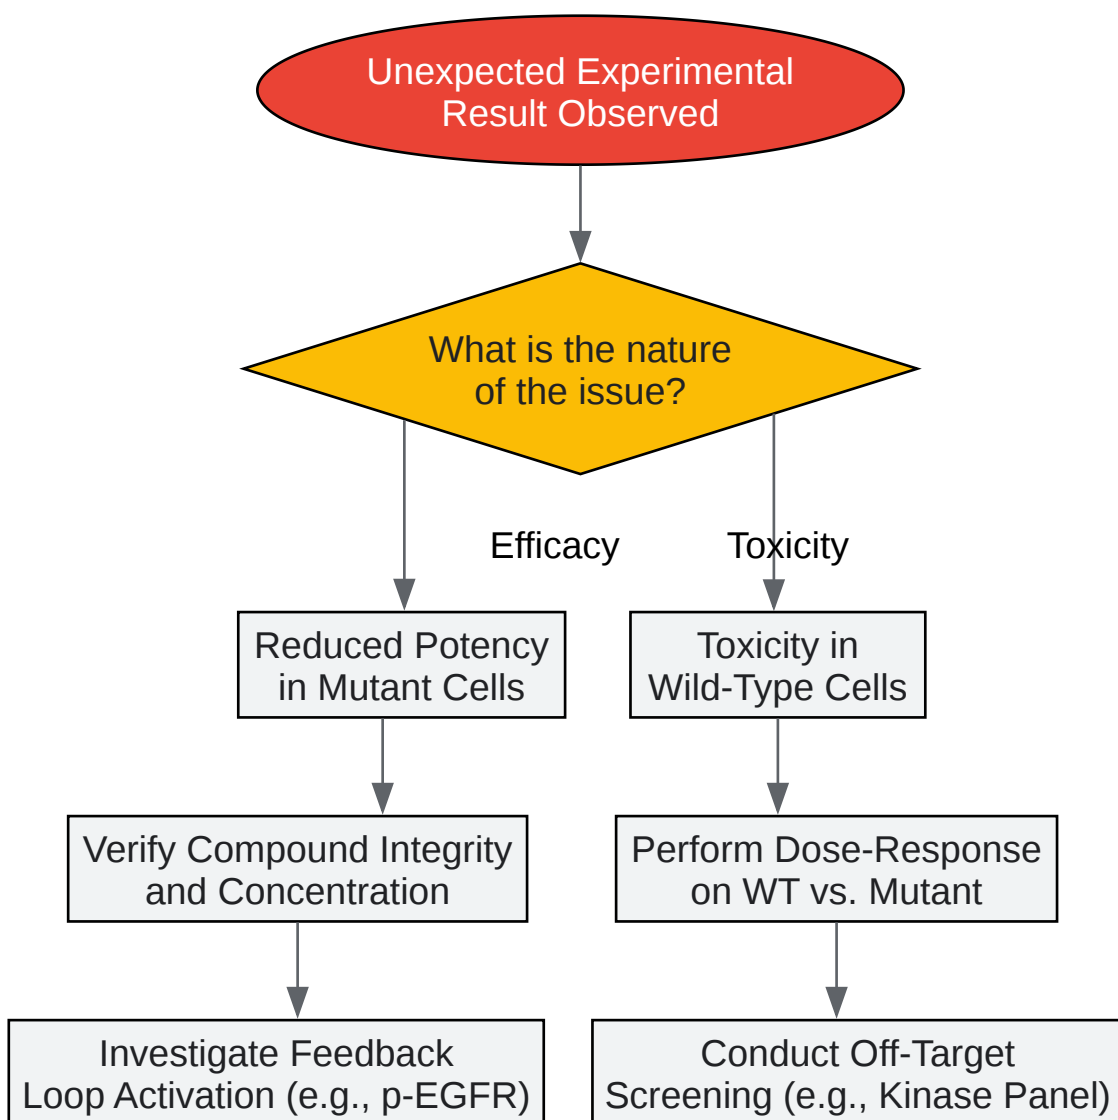 Unexpected Experimental
Result Observed
What is the nature
of the issue?
Efficacy
Toxicity
Reduced Potency
in Mutant Cells
Toxicity in
Wild-Type Cells
Verify Compound Integrity
and Concentration
Perform Dose-Response
on WT vs. Mutant
Investigate Feedback
Loop Activation (e.g., p-EGFR)
Conduct Off-Target
Screening (e.g., Kinase Panel)